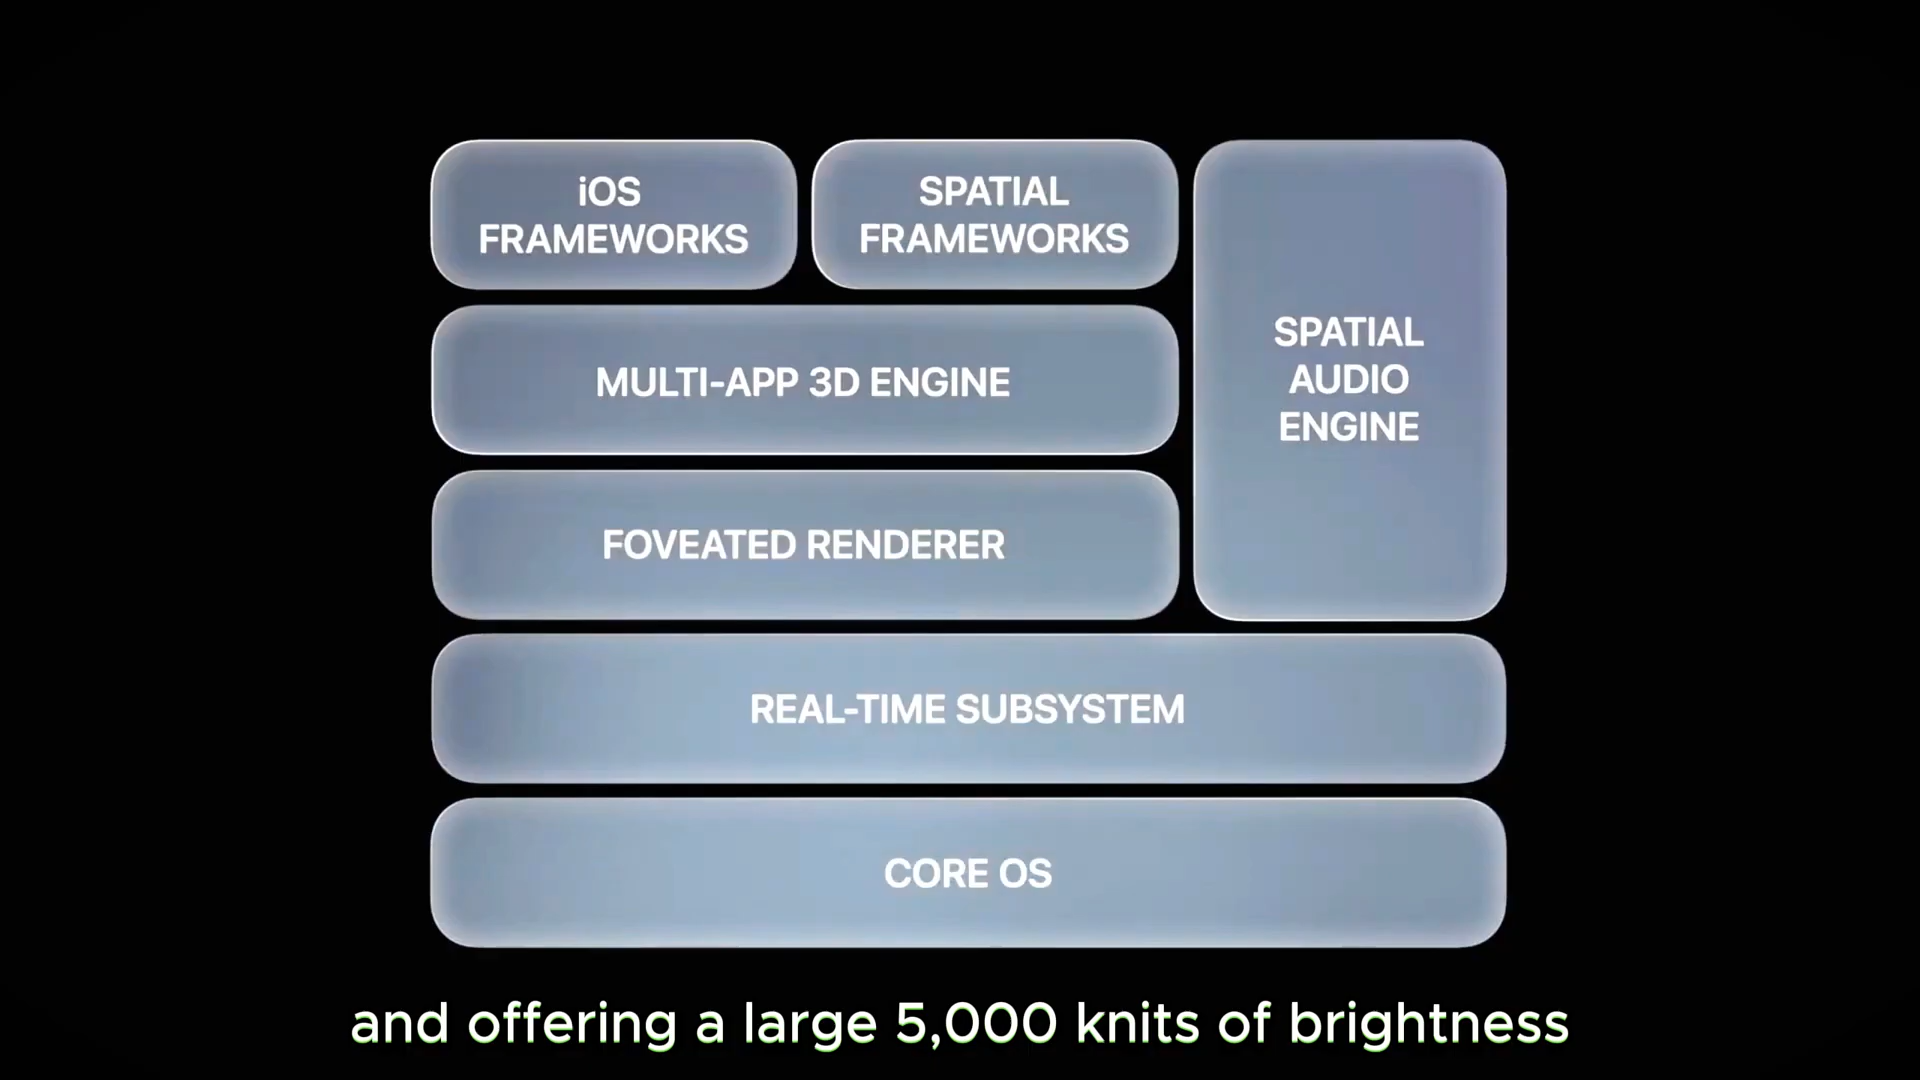 iOS
FRAMEWORKS
SPATIAL
FRAMEWORKS
SPATIAL
AUDIO
ENGINE
MULTI-APP 3D ENGINE
FOVEATED RENDERER
REAL-TIME SUBSYSTEM
CORE OS
and offering a large 5,000 knits of brightness